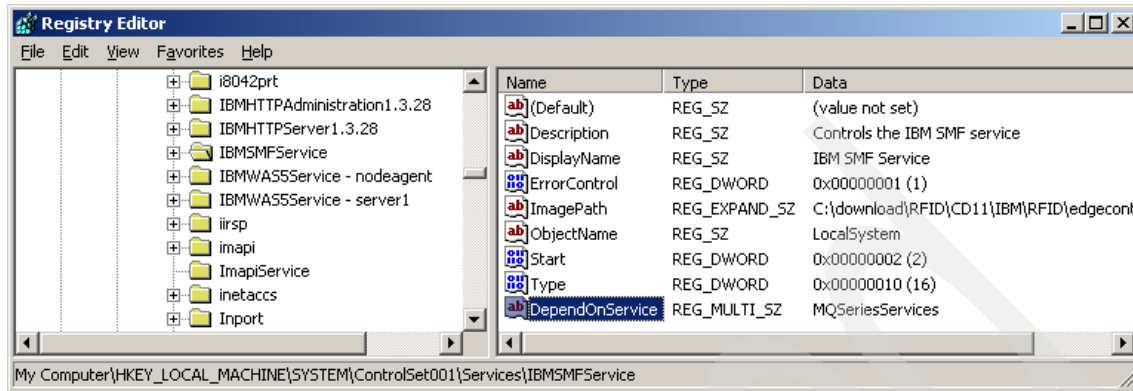 Registry Editor
File Edit View Favorites Help
i8042prt
IBMHTTPAdministration1.3.28
IBMHTTPServer1.3.28
IBMSMFService
IBMWAS5Service - nodeagent
IBMWAS5Service - server1
iirsp
imapi
ImapiService
inetaccs
Inport
Name Type Data
(Default) REG_SZ (value not set)
Description REG_SZ Controls the IBM SMF service
DisplayName REG_SZ IBM SMF Service
ErrorControl REG_DWORD 0x00000001 (1)
ImagePath REG_EXPAND_SZ C:\download\RFID\CD11\IBM\RFID\edgecont
ObjectName REG_SZ LocalSystem
Start REG_DWORD 0x00000002 (2)
Type REG_DWORD 0x00000010 (16)
DependOnService REG_MULTI_SZ MQSeriesServices
My Computer\HKEY_LOCAL_MACHINE\SYSTEM\ControlSet001\Services\IBMSMFService